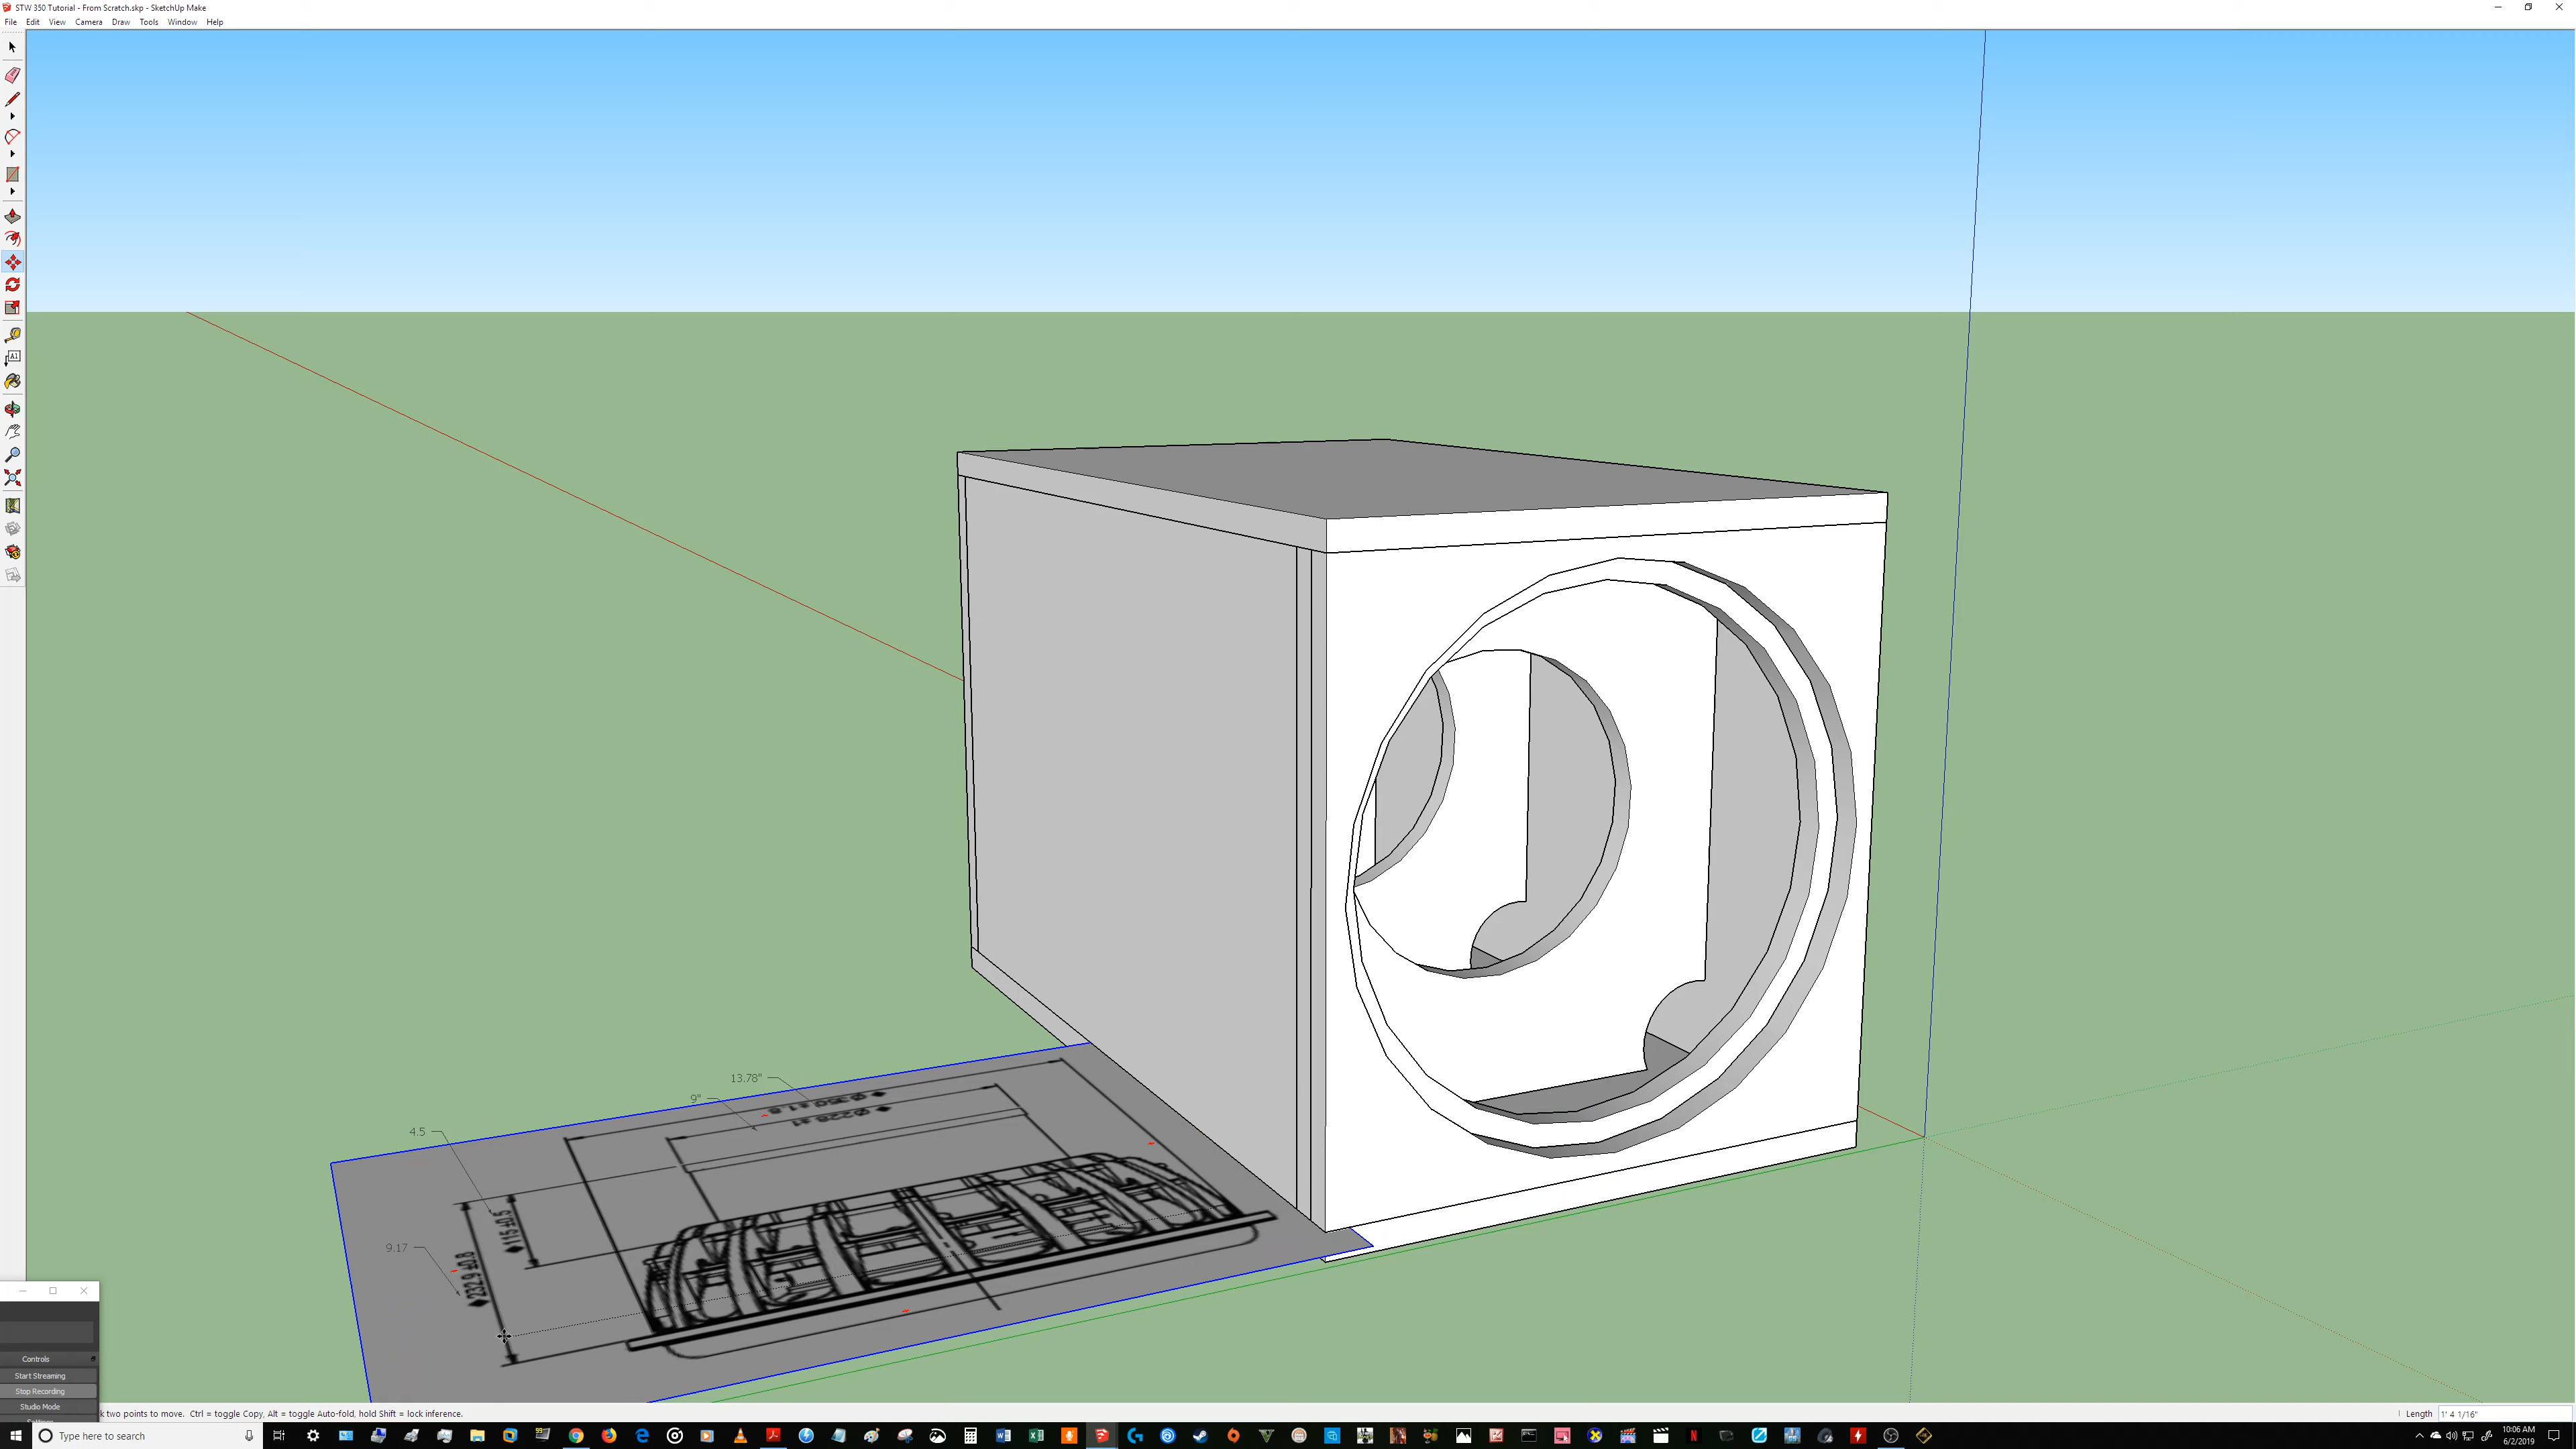 STW 350 Tutorial - From Scratch.skp - SketchUp Make
File Edit View Camera Draw Tools Window Help
A1
13.78"
9"
4.5
9.17
Controls
Start Streaming
Stop Recording
Studio Mode
k two points to move. Ctrl = toggle Copy, Alt = toggle Auto-fold, hold Shift = lock inference.
Length 1' 4 1/16"
Type here to search
10:06 AM
6/2/2019